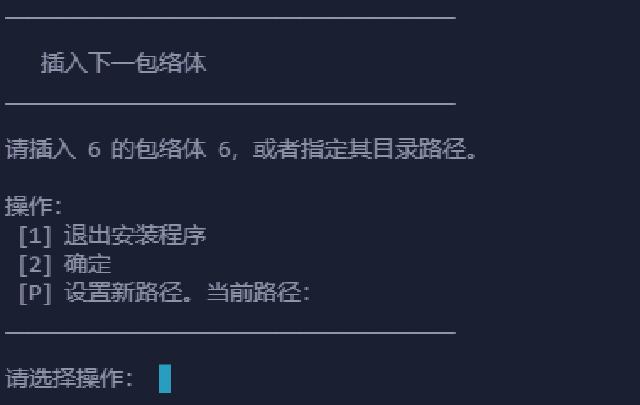 插入下一包络体
请插入 6 的包络体 6，或者指定其目录路径。
操作：
[1] 退出安装程序
[2] 确定
[P] 设置新路径。当前路径：
请选择操作：